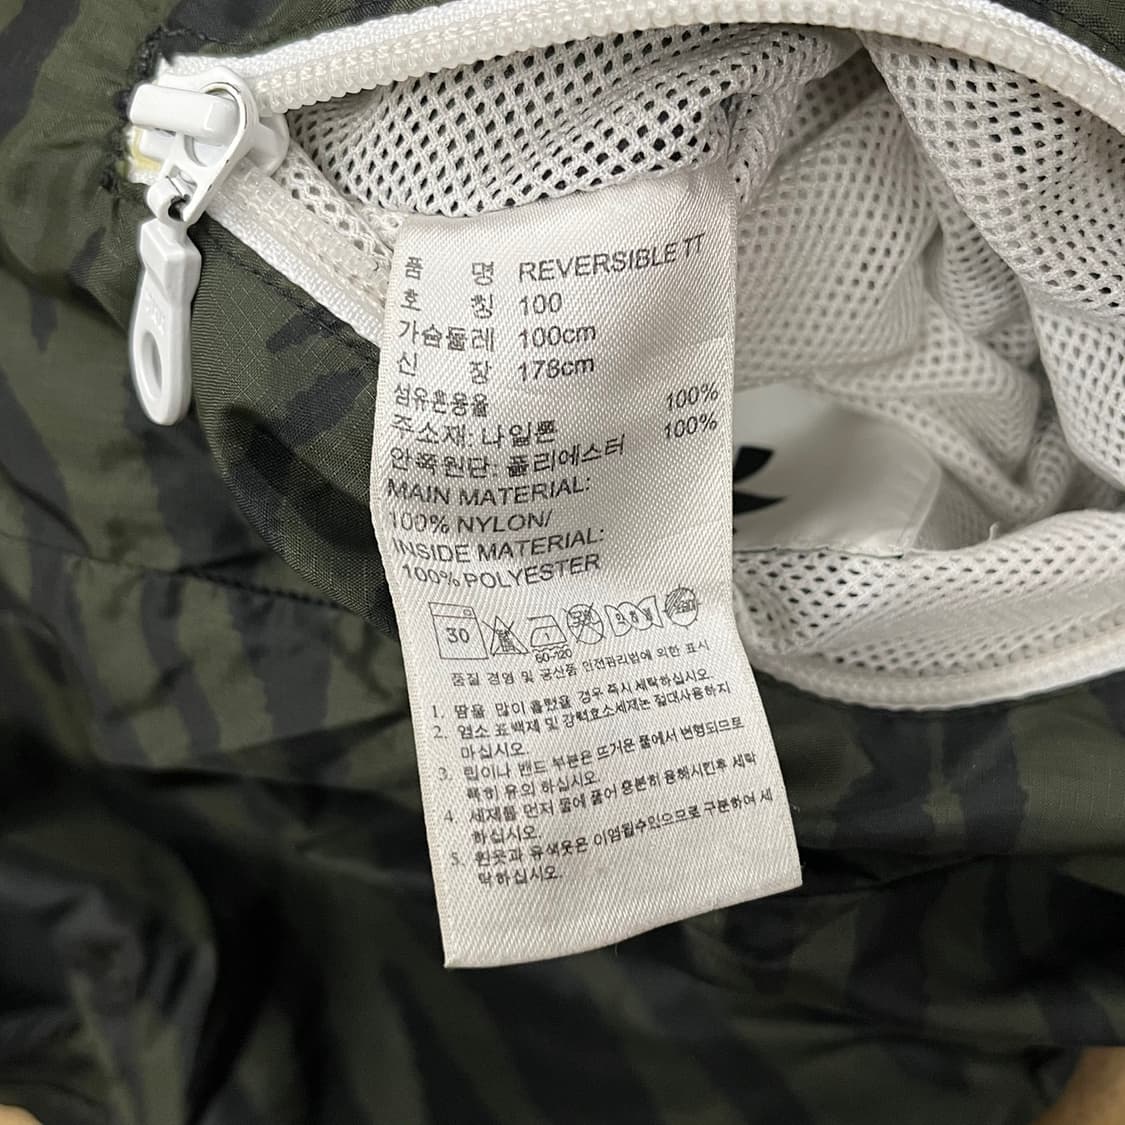 품 명 REVERSIBLE TT
호 칭 100
가슴둘레 100cm
신 장 178cm
섬유혼용율
주소재: 나일론 100%
안쪽원단: 폴리에스터 100%
MAIN MATERIAL:
100% NYLON/
INSIDE MATERIAL:
100% POLYESTER
30
60-120
품질 경영 및 공산품 안전관리법에 의한 표시
1. 땀을 많이 흘렸을 경우 즉시 세탁하십시오.
2. 염소 표백제 및 강력효소세제는 절대사용하지
마십시오.
3. 립이나 밴드 부분은 뜨거운 물에서 변형되므로
특히 유의 하십시오.
4. 세제를 먼저 물에 풀어 충분히 용해시킨후 세탁
하십시오.
5. 흰옷과 유색옷은 이염될수있으므로 구분하여 세
탁하십시오.